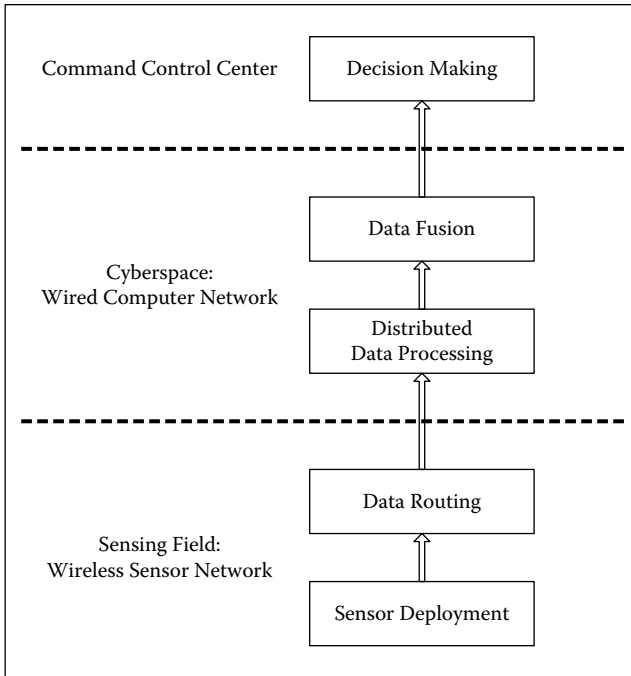 Command Control Center
Decision Making
Data Fusion
Cyberspace:
Wired Computer Network
Distributed
Data Processing
Data Routing
Sensing Field:
Wireless Sensor Network
Sensor Deployment